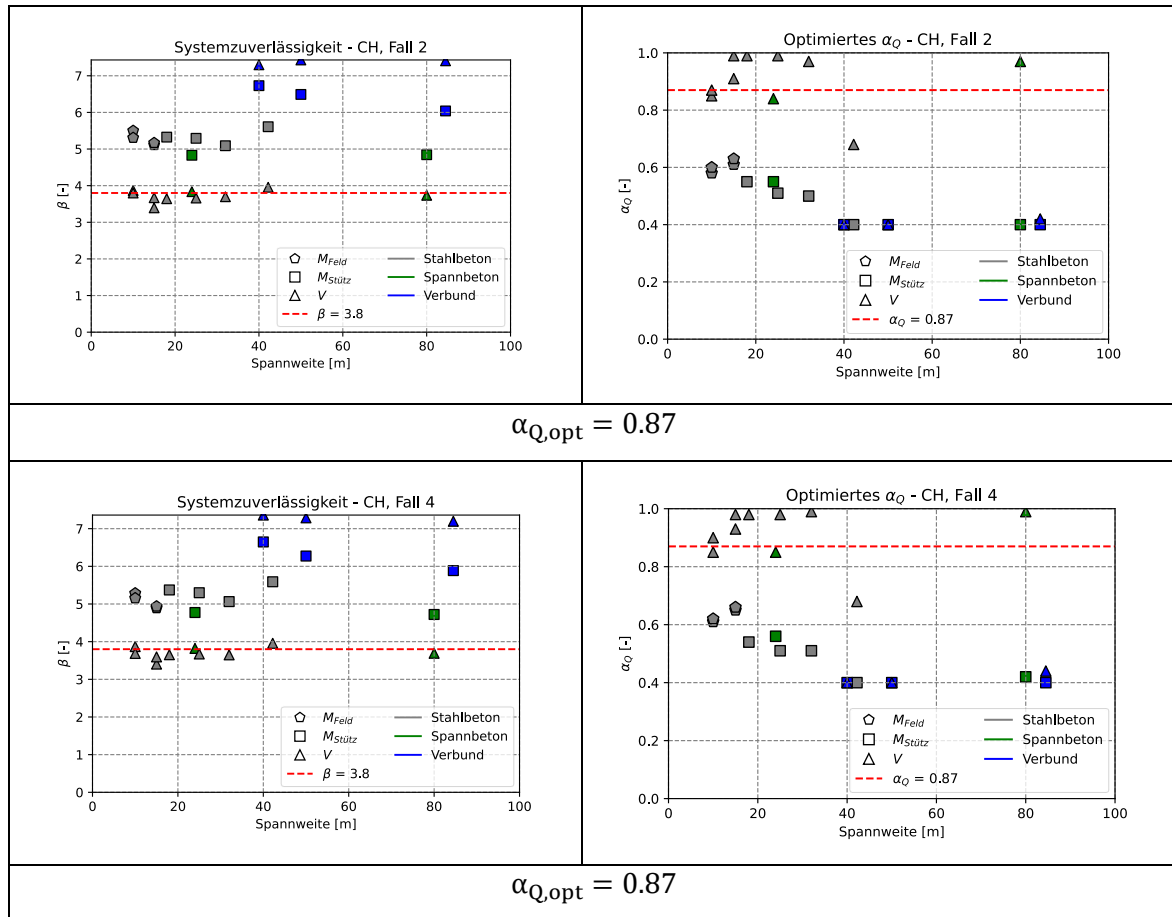 Systemzuverlässigkeit - CH, Fall 2
7
6
5
4
3
2
1
0
β [-]
M_Feld
M_Stütz
V
β = 3.8
Stahlbeton
Spannbeton
Verbund
0 20 40 60 80 100
Spannweite [m]
Optimiertes α_Q - CH, Fall 2
1.0
0.8
0.6
0.4
0.2
0.0
α_Q [-]
M_Feld
M_Stütz
V
α_Q = 0.87
Stahlbeton
Spannbeton
Verbund
0 20 40 60 80 100
Spannweite [m]
α_Q,opt = 0.87
Systemzuverlässigkeit - CH, Fall 4
7
6
5
4
3
2
1
0
β [-]
M_Feld
M_Stütz
V
β = 3.8
Stahlbeton
Spannbeton
Verbund
0 20 40 60 80 100
Spannweite [m]
Optimiertes α_Q - CH, Fall 4
1.0
0.8
0.6
0.4
0.2
0.0
α_Q [-]
M_Feld
M_Stütz
V
α_Q = 0.87
Stahlbeton
Spannbeton
Verbund
0 20 40 60 80 100
Spannweite [m]
α_Q,opt = 0.87